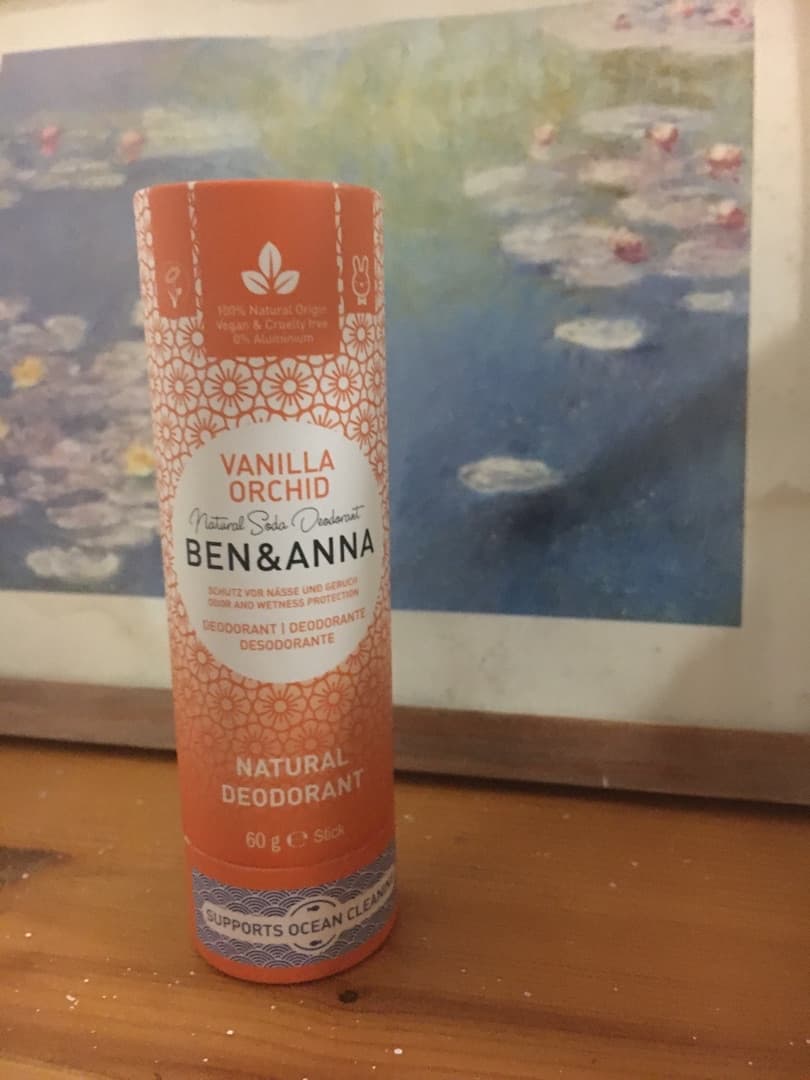 100% Natural Origin
Vegan & Cruelty free
0% Aluminium
VANILLA
ORCHID
Natural Soda Deodorant
BEN&ANNA
SCHUTZ VOR NÄSSE UND GERUCH
ODOR AND WETNESS PROTECTION
DEODORANT | DEODORANTE
DESODORANTE
NATURAL
DEODORANT
60 g ℮ Stick
SUPPORTS OCEAN CLEANIN